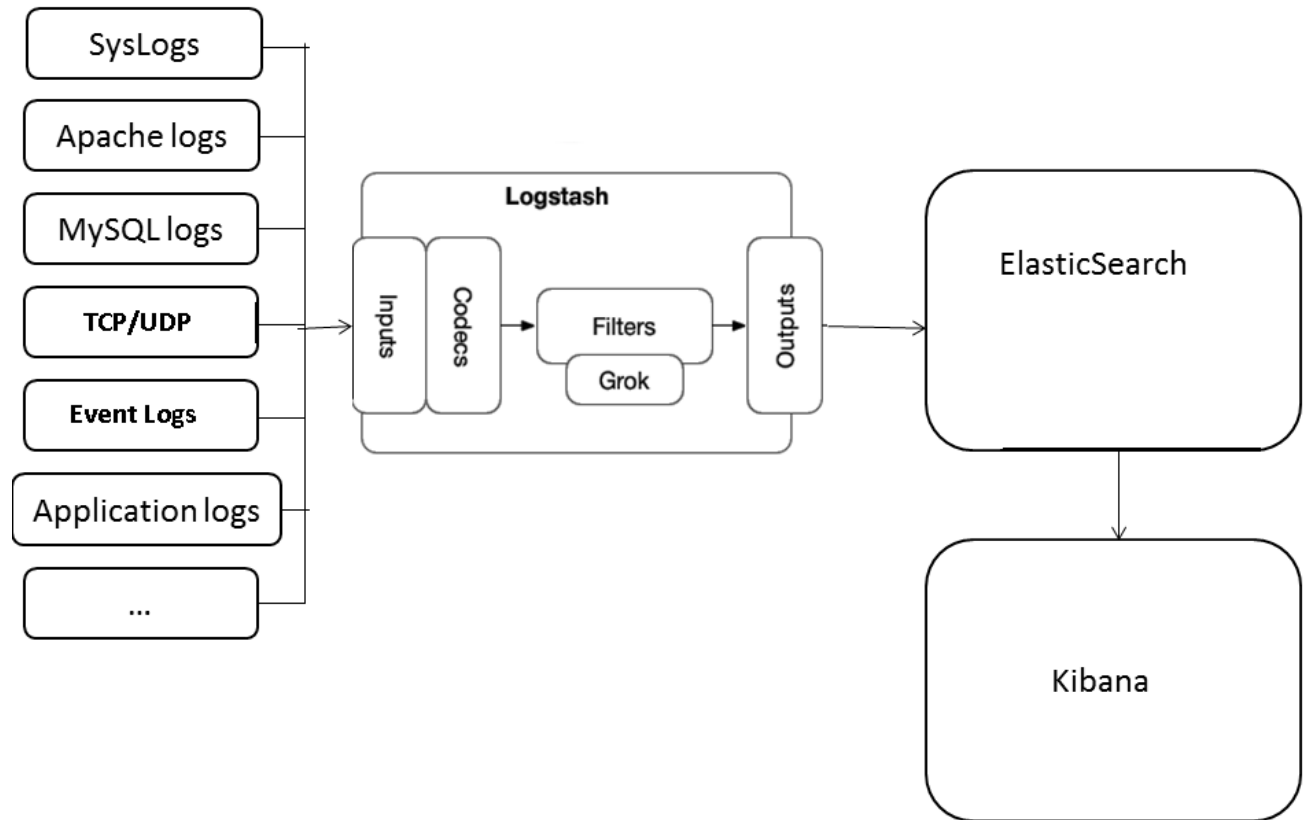 SysLogs
Apache logs
MySQL logs
TCP/UDP
Event Logs
Application logs
...
Logstash
Inputs
Codecs
Filters
Grok
Outputs
ElasticSearch
Kibana